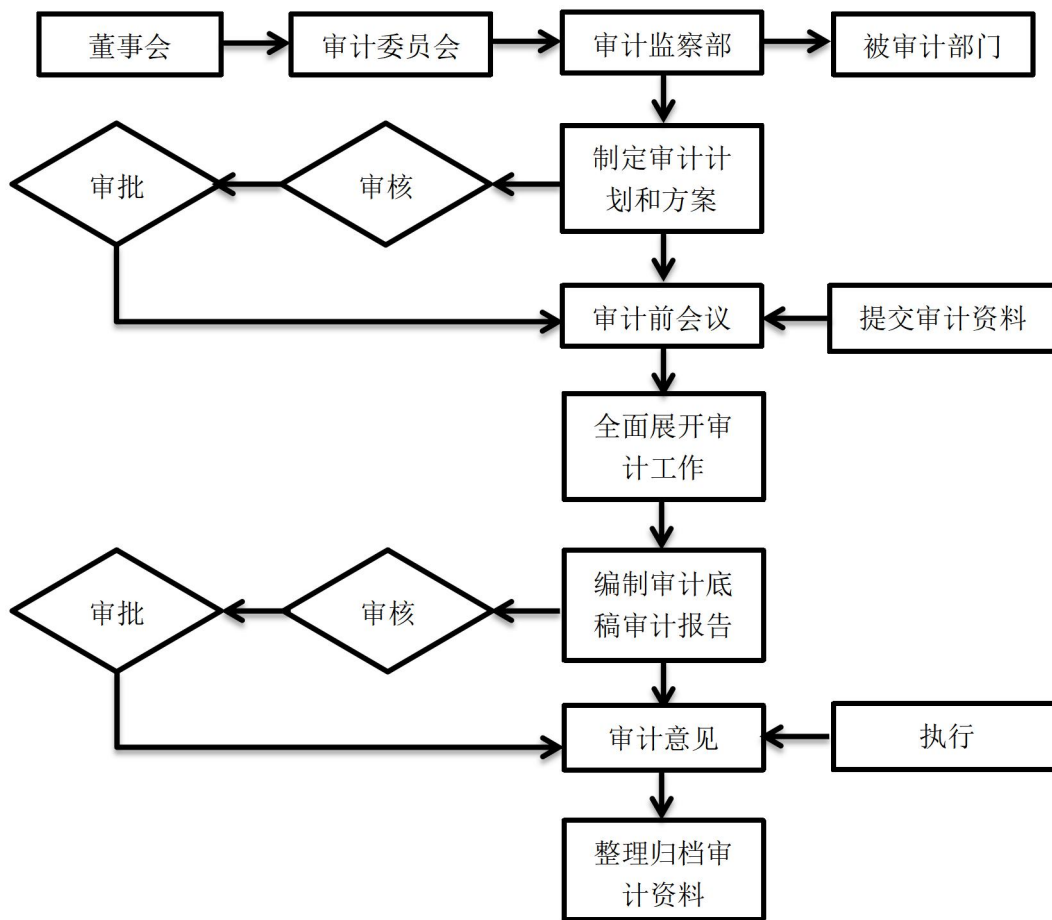 董事会
审计委员会
审计监察部
被审计部门
审批
审核
制定审计计
划和方案
审计前会议
提交审计资料
全面展开审
计工作
审批
审核
编制审计底
稿审计报告
审计意见
执行
整理归档审
计资料